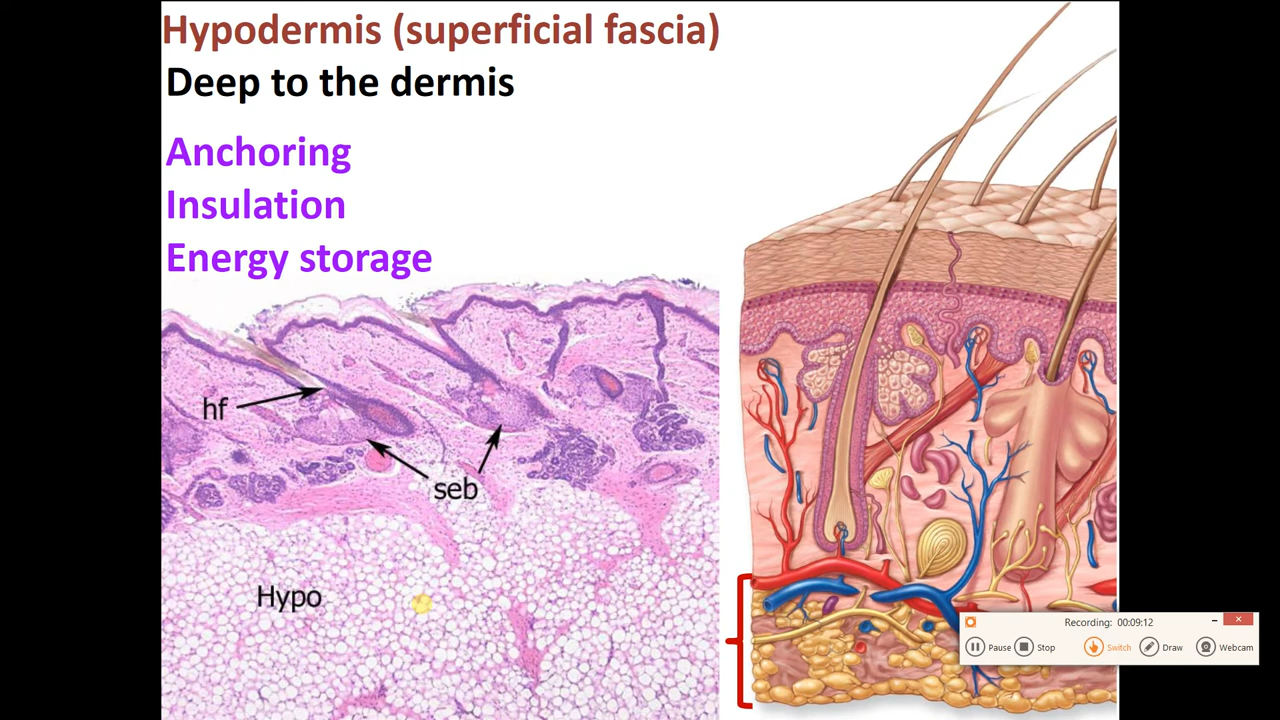 Hypodermis (superficial fascia)
Deep to the dermis
Anchoring
Insulation
Energy storage
hf
seb
Hypo
Recording: 00:09:12
Pause Stop Switch Draw Webcam